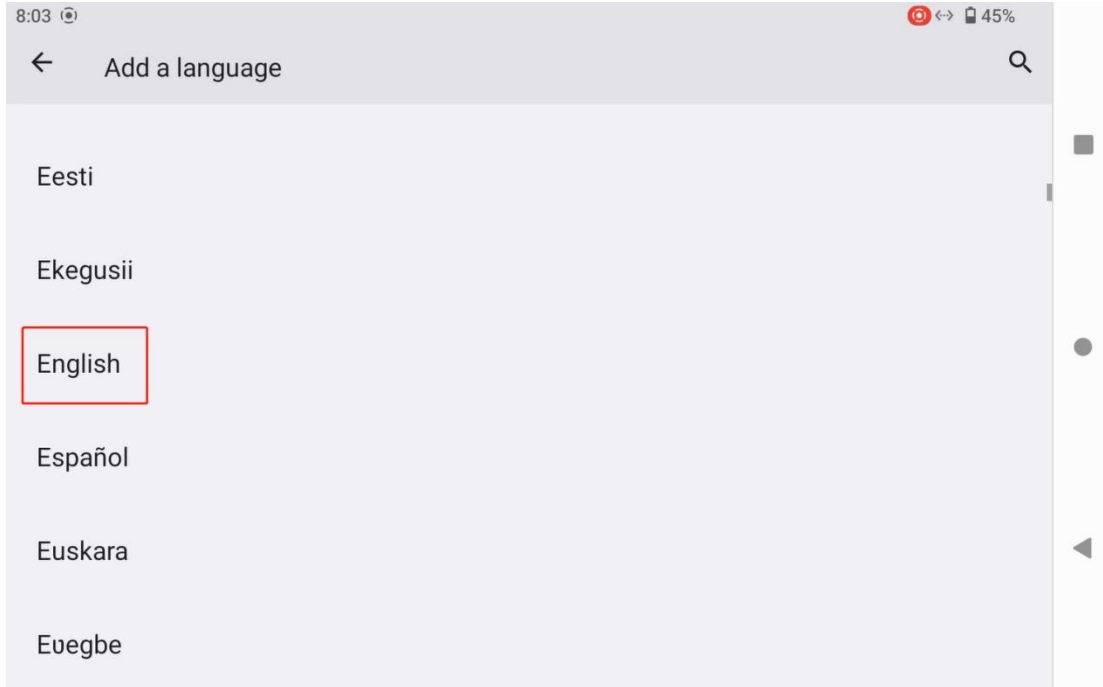 8:03
45%
Add a language
Eesti
Ekegusii
English
Español
Euskara
Eʋegbe